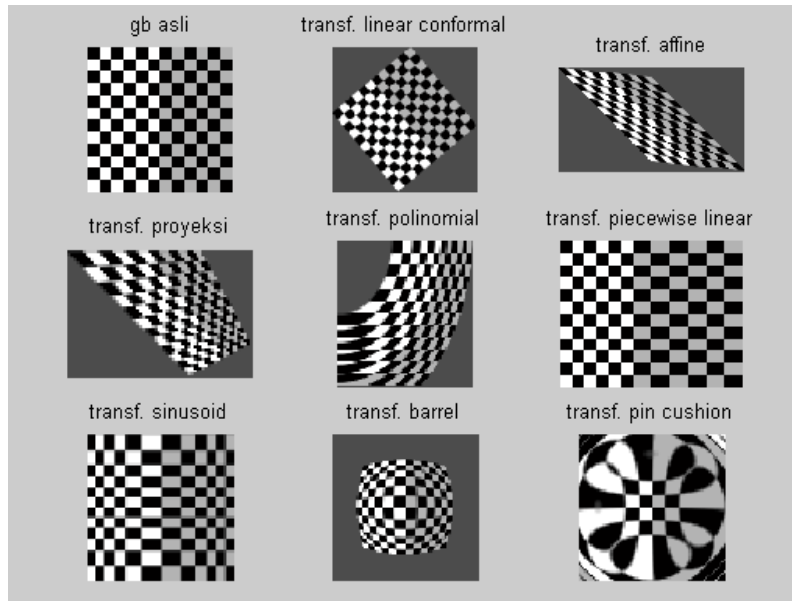 gb asli
transf. linear conformal
transf. affine
transf. proyeksi
transf. polinomial
transf. piecewise linear
transf. sinusoid
transf. barrel
transf. pin cushion